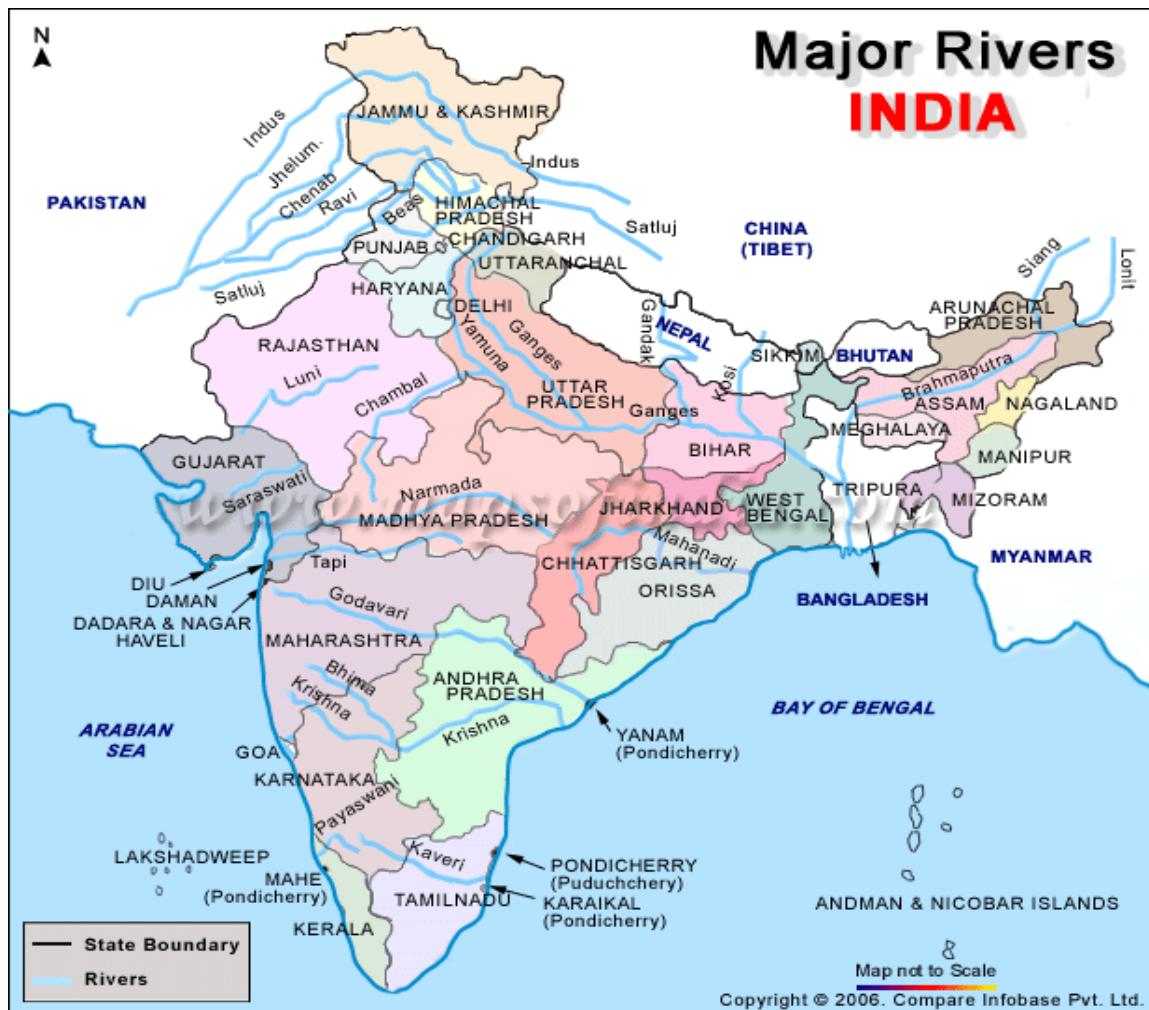 N
Major Rivers
INDIA
JAMMU & KASHMIR
Indus
Jhelum.
Chenab
Ravi
Beas
Indus
PAKISTAN
HIMACHAL
PRADESH
Satluj
CHINA
(TIBET)
PUNJAB
CHANDIGARH
UTTARANCHAL
Satluj
HARYANA
DELHI
Siang
Lonit
ARUNACHAL
PRADESH
RAJASTHAN
Yamuna
Ganges
Gandak
NEPAL
Kosi
SIKKIM
BHUTAN
Luni
Chambal
UTTAR
PRADESH
Ganges
Brahmaputra
ASSAM
NAGALAND
MEGHALAYA
BIHAR
MANIPUR
GUJARAT
Saraswati
Narmada
MADHYA PRADESH
JHARKHAND
WEST
BENGAL
TRIPURA
MIZORAM
Mahanadi
CHHATTISGARH
ORISSA
MYANMAR
BANGLADESH
DIU
DAMAN
DADARA & NAGAR
HAVELI
Tapi
Godavari
MAHARASHTRA
Bhima
Krishna
ANDHRA
PRADESH
Krishna
YANAM
(Pondicherry)
BAY OF BENGAL
ARABIAN
SEA
GOA
KARNATAKA
Payaswani
Kaveri
LAKSHADWEEP
MAHE
(Pondicherry)
PONDICHERRY
(Puduchchery)
TAMILNADU
KARAIKAL
(Pondicherry)
KERALA
ANDMAN & NICOBAR ISLANDS
State Boundary
Rivers
Map not to Scale
Copyright © 2006. Compare Infobase Pvt. Ltd.